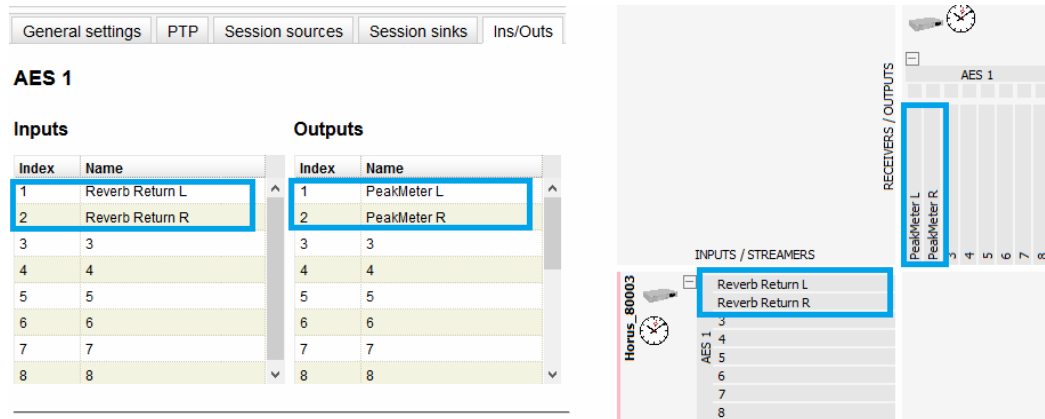 General settings PTP Session sources Session sinks Ins/Outs
AES 1
Inputs
Index Name
1 Reverb Return L
2 Reverb Return R
3 3
4 4
5 5
6 6
7 7
8 8
Outputs
Index Name
1 PeakMeter L
2 PeakMeter R
3 3
4 4
5 5
6 6
7 7
8 8
RECEIVERS / OUTPUTS
AES 1
PeakMeter L
PeakMeter R
3
4
5
6
7
8
INPUTS / STREAMERS
Horus_80003
AES 1
Reverb Return L
Reverb Return R
3
4
5
6
7
8